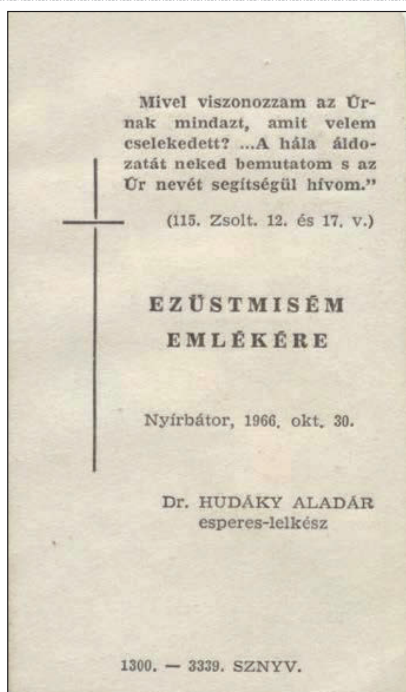 Mivel viszonozzam az Úr-
nak mindazt, amit velem
cselekedett? ...A hála áldo-
zatát neked bemutatom s az
Úr nevét segítségül hívom.”
(115. Zsolt. 12. és 17. v.)
EZÜSTMISÉM
EMLÉKÉRE
Nyírbátor, 1966. okt. 30.
Dr. HUDÁKY ALADÁR
esperes-lelkész
1300. — 3339. SZNYV.